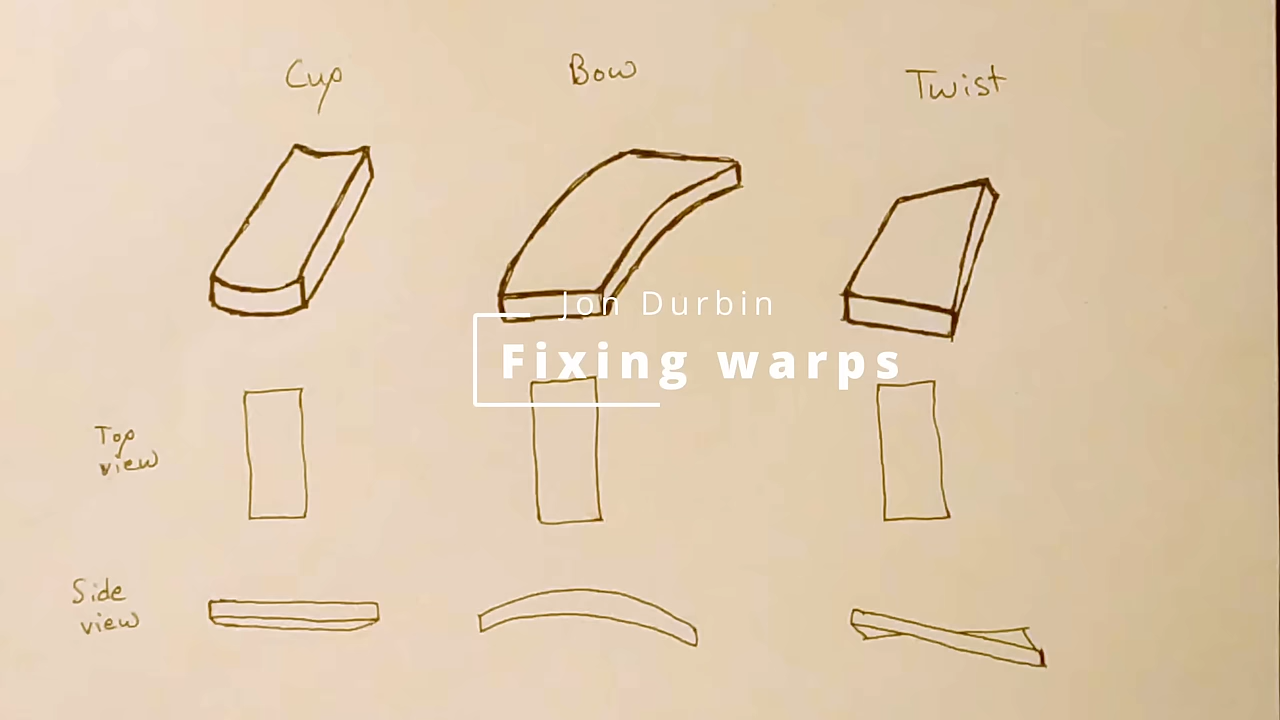 Cup Bow Twist
Jon Durbin
Fixing warps
Top
view
Side
view